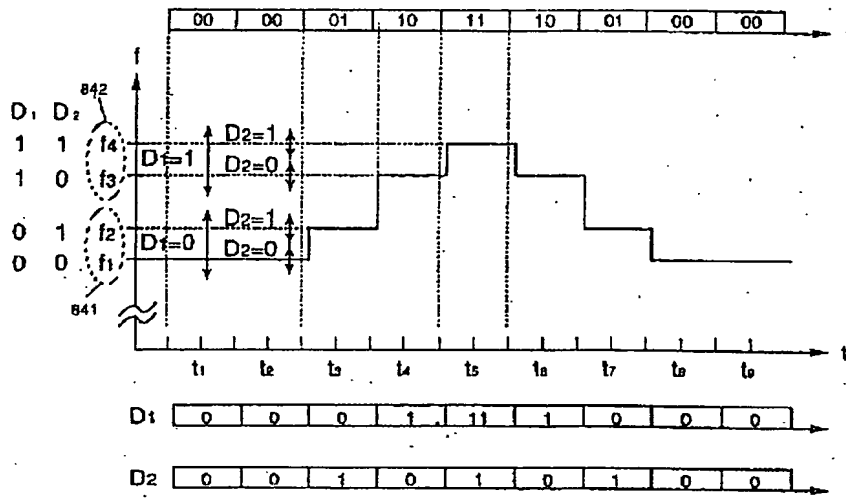 00 00 01 10 11 10 01 00 00
f
842
D1 D2
1 1 f4 D2=1
D1=1
1 0 f3 D2=0
0 1 f2 D2=1
D1=0
0 0 f1 D2=0
841
t
t1 t2 t3 t4 t5 t6 t7 t8 t9
D1 0 0 0 1 11 1 0 0 0
D2 0 0 1 0 1 0 1 0 0